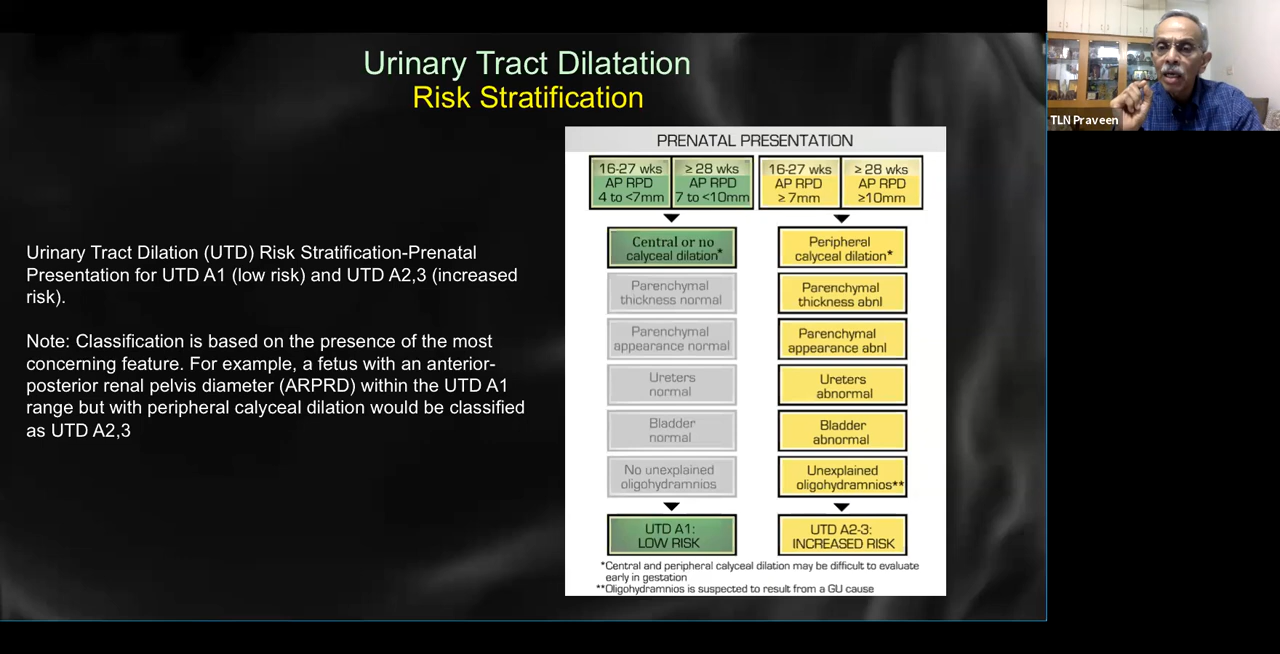 Urinary Tract Dilatation
Risk Stratification
TLN Praveen
Urinary Tract Dilation (UTD) Risk Stratification-Prenatal
Presentation for UTD A1 (low risk) and UTD A2,3 (increased
risk).
Note: Classification is based on the presence of the most
concerning feature. For example, a fetus with an anterior-
posterior renal pelvis diameter (ARPRD) within the UTD A1
range but with peripheral calyceal dilation would be classified
as UTD A2,3
PRENATAL PRESENTATION
16-27 wks
AP RPD
4 to <7mm
≥ 28 wks
AP RPD
7 to <10mm
16-27 wks
AP RPD
≥ 7mm
≥ 28 wks
AP RPD
≥10mm
Central or no
calyceal dilation*
Parenchymal
thickness normal
Parenchymal
appearance normal
Ureters
normal
Bladder
normal
No unexplained
oligohydramnios
UTD A1:
LOW RISK
Peripheral
calyceal dilation*
Parenchymal
thickness abnl
Parenchymal
appearance abnl
Ureters
abnormal
Bladder
abnormal
Unexplained
oligohydramnios**
UTD A2-3:
INCREASED RISK
*Central and peripheral calyceal dilation may be difficult to evaluate
early in gestation
**Oligohydramnios is suspected to result from a GU cause